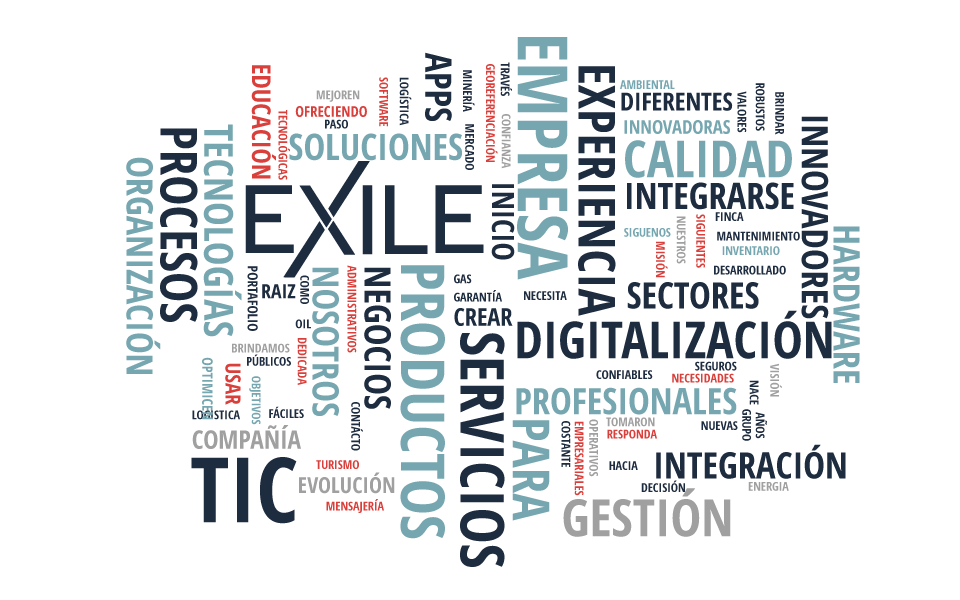 EDUCACIÓN
TECNOLÓGICAS
MEJOREN
OFRECIENDO
PASO
SOFTWARE
LOGÍSTICA
APPS
MINERÍA
MERCADO
GEOREFERENCIACIÓN
TRAVÉS
CONFIANZA
EMPRESA
EXPERIENCIA
AMBIENTAL
DIFERENTES
INNOVADORAS
VALORES
ROBUSTOS
BRINDAR
INNOVADORES
CALIDAD
INTEGRARSE
SOLUCIONES
ORGANIZACIÓN
PROCESOS
TECNOLOGÍAS
EXILE
INICIO
FINCA
SIGUENOS
MISIÓN
NUESTROS
SIGUIENTES
MANTENIMIENTO
INVENTARIO
DESARROLLADO
HARDWARE
PORTAFOLIO
RAIZ
COMO
OIL
NOSOTROS
ADMINISTRATIVOS
NEGOCIOS
PRODUCTOS
GAS
GARANTÍA
CREAR
NECESITA
SECTORES
DIGITALIZACIÓN
SERVICIOS
BRINDAMOS
PÚBLICOS
DEDICADA
OPTIMICEN
USAR
OBJETIVOS
LOGÍSTICA
FÁCILES
CONTÁCTO
CONFIABLES
SEGUROS
NECESIDADES
VISIÓN
PROFESIONALES
NACE
GRUPO
AÑOS
NUEVAS
COMPAÑÍA
PARA
COSTANTE
EMPRESARIALES
OPERATIVOS
TOMARON
RESPONDA
HACIA
INTEGRACIÓN
TIC
TURISMO
EVOLUCIÓN
MENSAJERÍA
DECISIÓN
ENERGIA
GESTIÓN